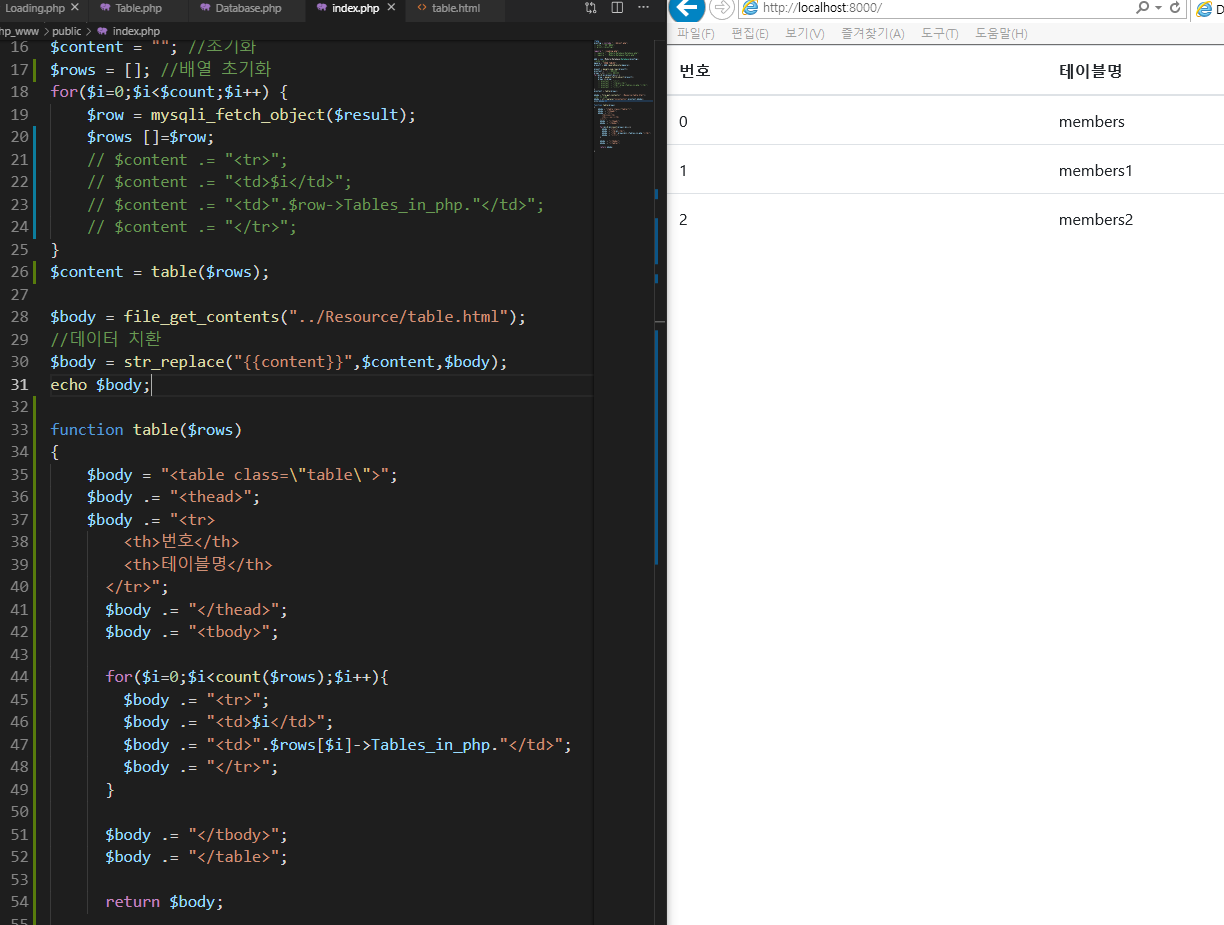 Loading.php
Table.php
Database.php
index.php
table.html
hp_www > public > index.php
16 $content = ""; //초기화
17 $rows = []; //배열 초기화
18 for($i=0;$i<$count;$i++) {
19 $row = mysqli_fetch_object($result);
20 $rows []=$row;
21 // $content .= "<tr>";
22 // $content .= "<td>$i</td>";
23 // $content .= "<td>".$row->Tables_in_php."</td>";
24 // $content .= "</tr>";
25 }
26 $content = table($rows);
27
28 $body = file_get_contents("../Resource/table.html");
29 //데이터 치환
30 $body = str_replace("{{content}}",$content,$body);
31 echo $body;
32
33 function table($rows)
34 {
35 $body = "<table class=\"table\">";
36 $body .= "<thead>";
37 $body .= "<tr>
38 <th>번호</th>
39 <th>테이블명</th>
40 </tr>";
41 $body .= "</thead>";
42 $body .= "<tbody>";
43
44 for($i=0;$i<count($rows);$i++){
45 $body .= "<tr>";
46 $body .= "<td>$i</td>";
47 $body .= "<td>".$rows[$i]->Tables_in_php."</td>";
48 $body .= "</tr>";
49 }
50
51 $body .= "</tbody>";
52 $body .= "</table>";
53
54 return $body;
55
http://localhost:8000/
D
파일(F) 편집(E) 보기(V) 즐겨찾기(A) 도구(T) 도움말(H)
번호 테이블명
0 members
1 members1
2 members2